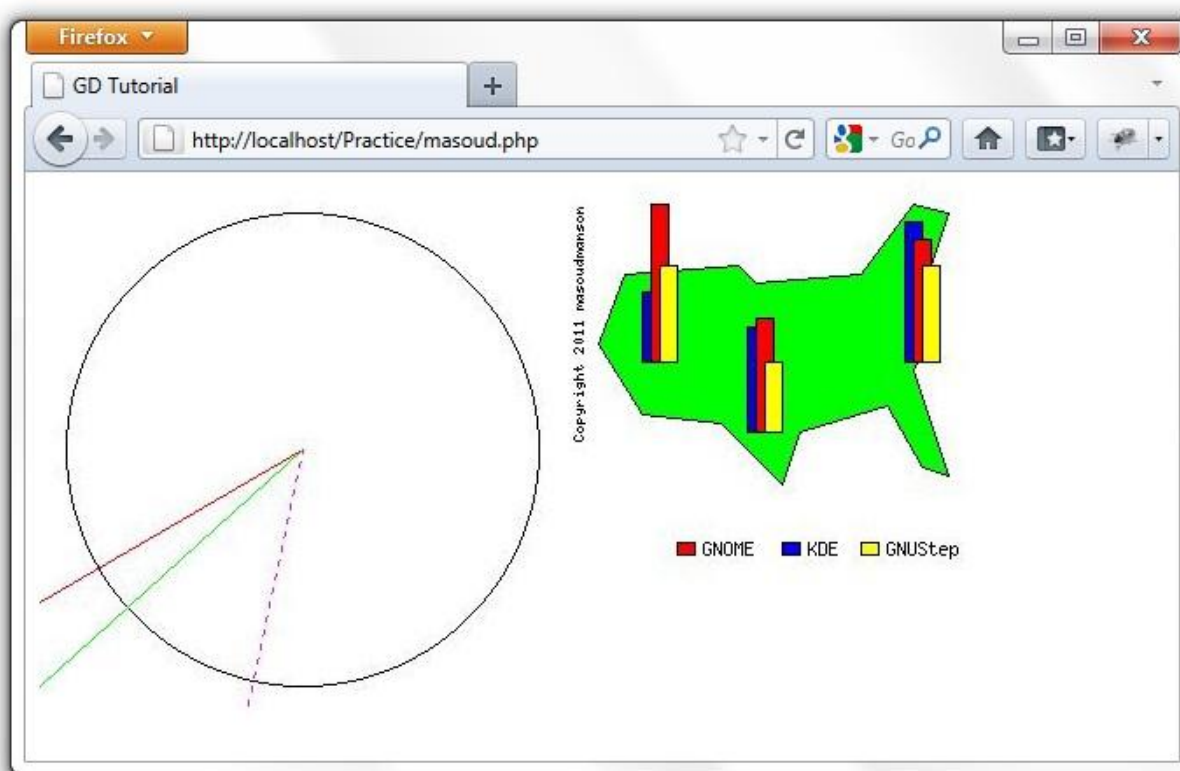 Firefox
GD Tutorial
http://localhost/Practice/masoud.php
Go
Copyright 2011 masoudmanson
GNOME KDE GNUStep